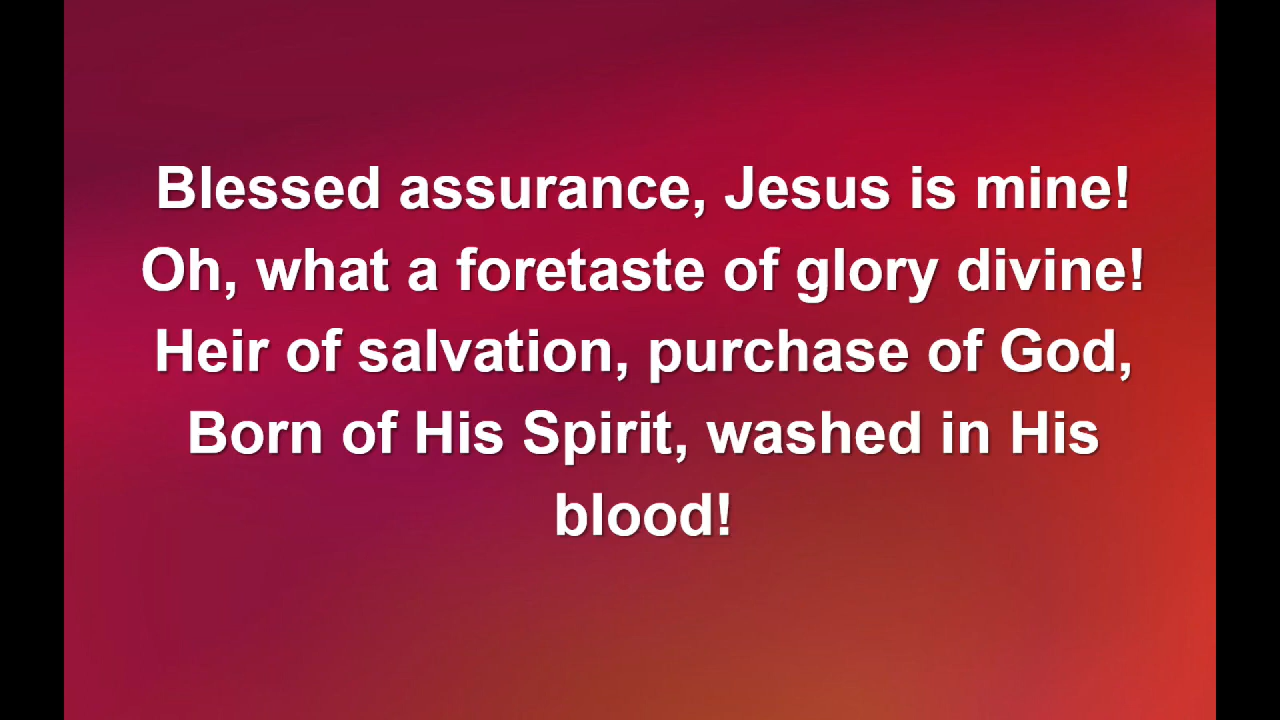 Blessed assurance, Jesus is mine!
Oh, what a foretaste of glory divine!
Heir of salvation, purchase of God,
Born of His Spirit, washed in His
blood!